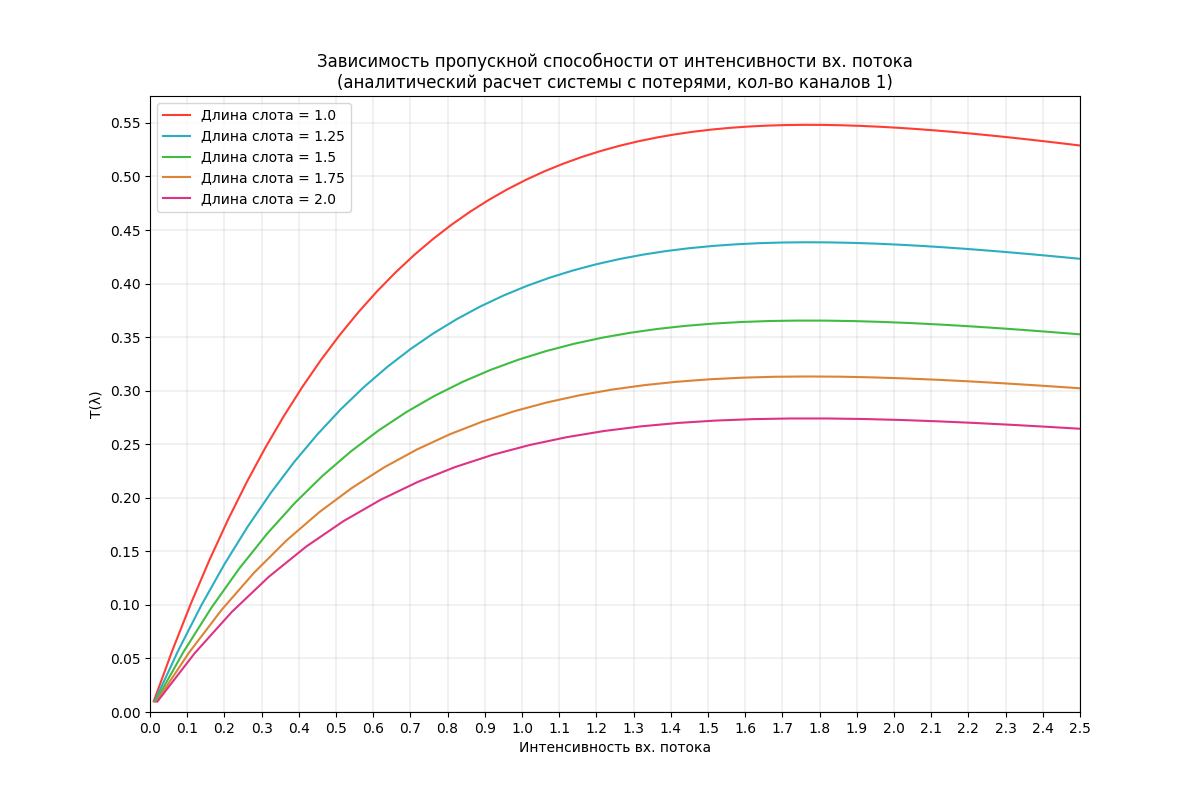 Зависимость пропускной способности от интенсивности вх. потока
(аналитический расчет системы с потерями, кол-во каналов 1)
Длина слота = 1.0
Длина слота = 1.25
Длина слота = 1.5
Длина слота = 1.75
Длина слота = 2.0
T(λ)
0.55
0.50
0.45
0.40
0.35
0.30
0.25
0.20
0.15
0.10
0.05
0.00
0.0 0.1 0.2 0.3 0.4 0.5 0.6 0.7 0.8 0.9 1.0 1.1 1.2 1.3 1.4 1.5 1.6 1.7 1.8 1.9 2.0 2.1 2.2 2.3 2.4 2.5
Интенсивность вх. потока